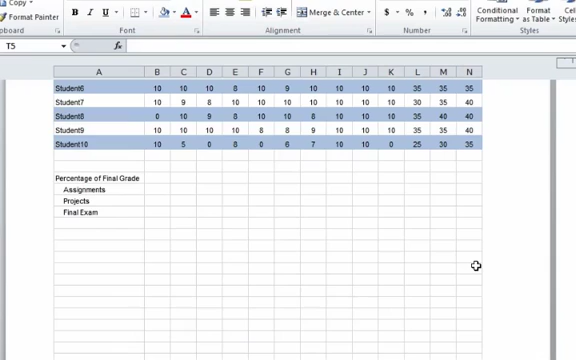 Copy
Format Painter
B I U
Merge & Center
$ % ,
Conditional Formatting
Format as Table
Cell
board
Font
Alignment
Number
Styles
T5
fx
A B C D E F G H I J K L M N
Student6 10 10 10 8 10 9 10 10 10 10 35 35 35
Student7 10 9 8 10 10 10 10 10 10 10 30 35 40
Student8 0 10 9 8 10 10 8 10 10 10 35 40 40
Student9 10 10 10 10 8 8 9 10 10 10 35 35 40
Student10 10 5 0 8 0 6 7 10 10 0 25 30 35
Percentage of Final Grade
Assignments
Projects
Final Exam